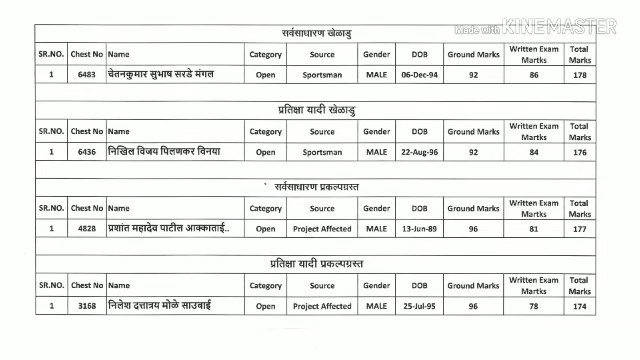 Made with KINEMASTER
सर्वसाधारण खेळाडु
SR.NO. Chest No Name Category Source Gender DOB Ground Marks Written Exam Martks Total Marks
1 6483 चेतनकुमार सुभाष सरडे मंगल Open Sportsman MALE 06-Dec-94 92 86 178
प्रतिक्षा यादी खेळाडु
SR.NO. Chest No Name Category Source Gender DOB Ground Marks Written Exam Martks Total Marks
1 6436 निखिल विजय पिलणकर विनया Open Sportsman MALE 22-Aug-96 92 84 176
सर्वसाधारण प्रकल्पग्रस्त
SR.NO. Chest No Name Category Source Gender DOB Ground Marks Written Exam Martks Total Marks
1 4828 प्रशांत महादेव पाटील आक्काताई.. Open Project Affected MALE 13-Jun-89 96 81 177
प्रतिक्षा यादी प्रकल्पग्रस्त
SR.NO. Chest No Name Category Source Gender DOB Ground Marks Written Exam Martks Total Marks
1 3168 निलेश दत्तात्रय मोळे साउबाई Open Project Affected MALE 25-Jul-95 96 78 174